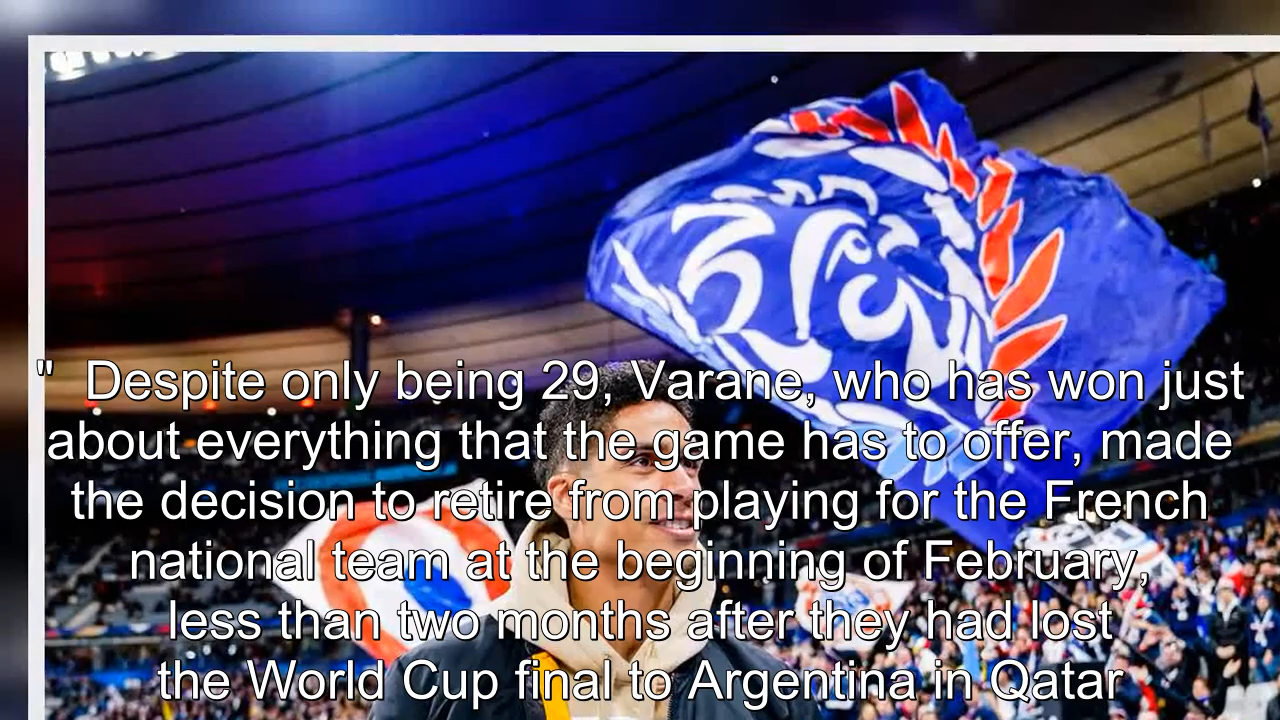 " Despite only being 29, Varane, who has won just
about everything that the game has to offer, made
the decision to retire from playing for the French
national team at the beginning of February,
less than two months after they had lost
the World Cup final to Argentina in Qatar